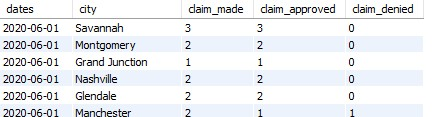 dates city claim_made claim_approved claim_denied
2020-06-01 Savannah 3 3 0
2020-06-01 Montgomery 2 2 0
2020-06-01 Grand Junction 1 1 0
2020-06-01 Nashville 2 2 0
2020-06-01 Glendale 2 2 0
2020-06-01 Manchester 2 1 1